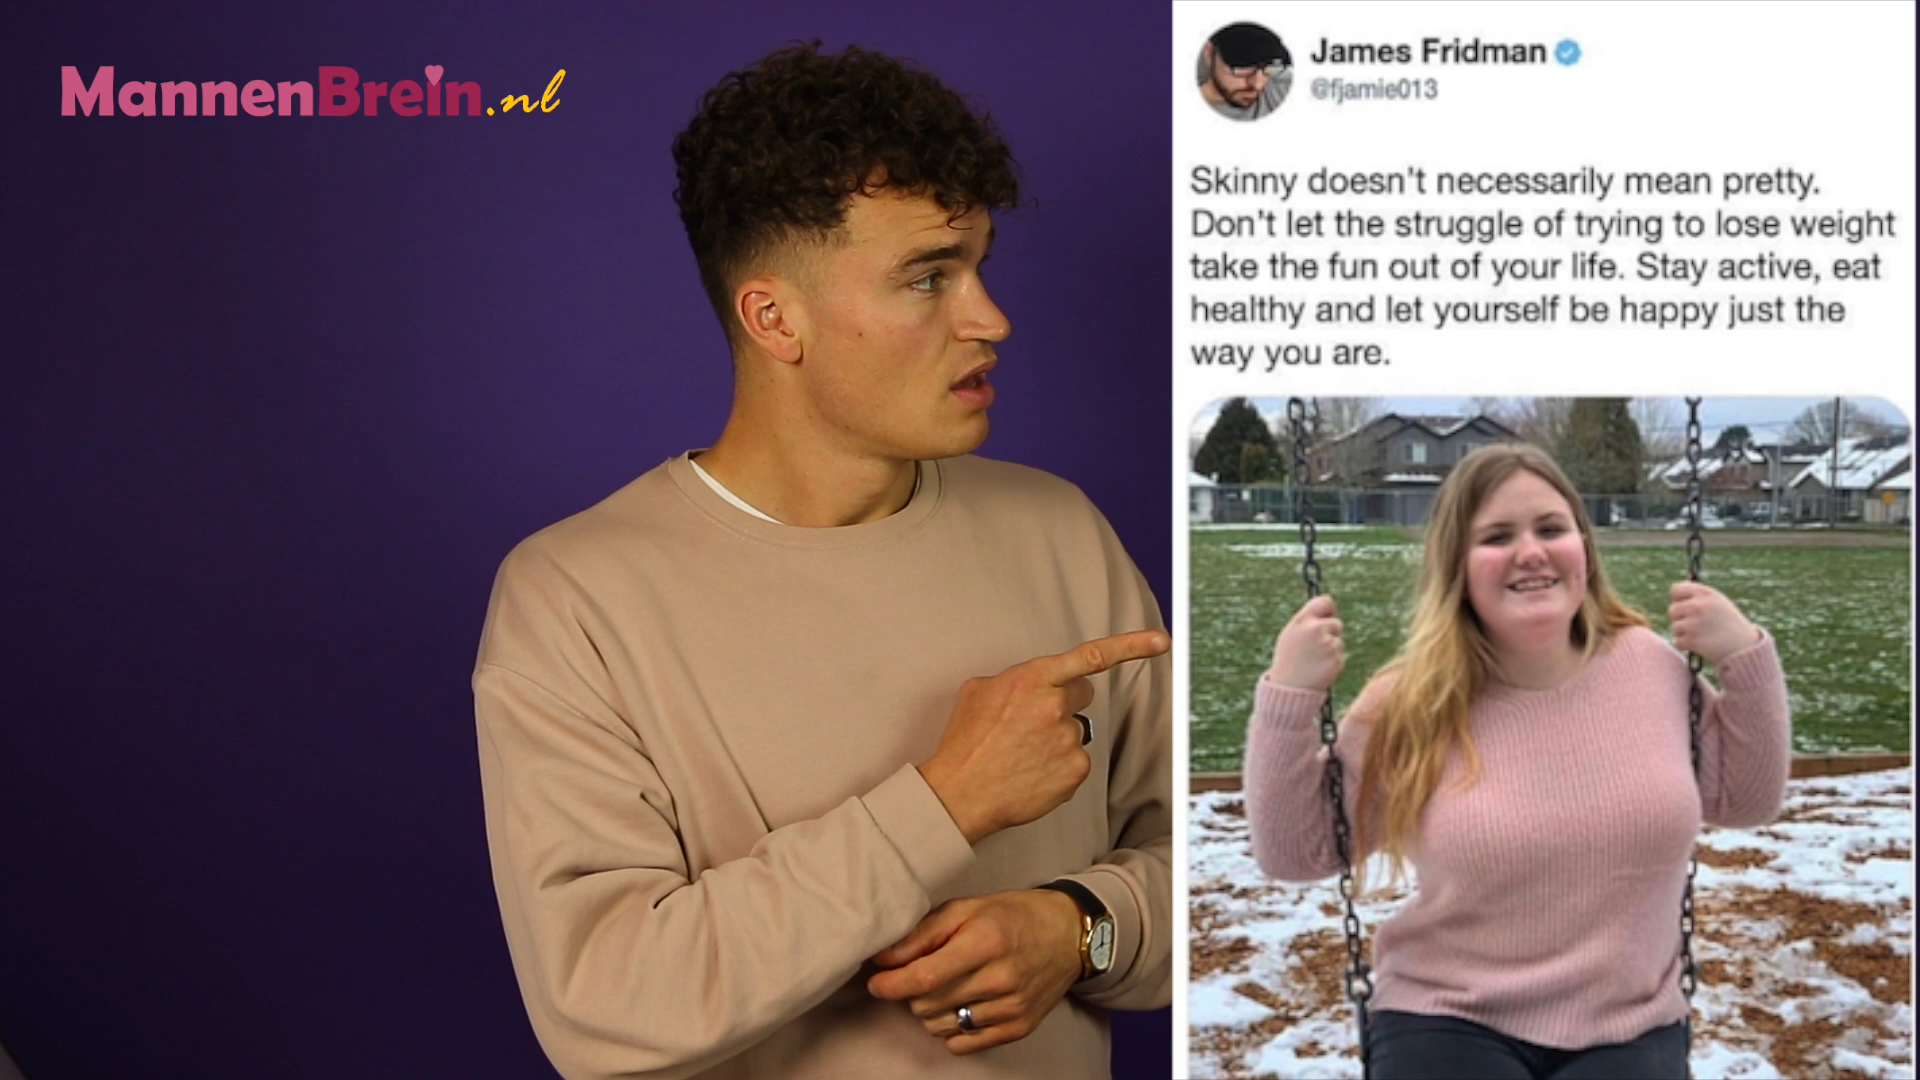 MannenBrein.nl
James Fridman
@fjamie013
Skinny doesn't necessarily mean pretty.
Don't let the struggle of trying to lose weight
take the fun out of your life. Stay active, eat
healthy and let yourself be happy just the
way you are.